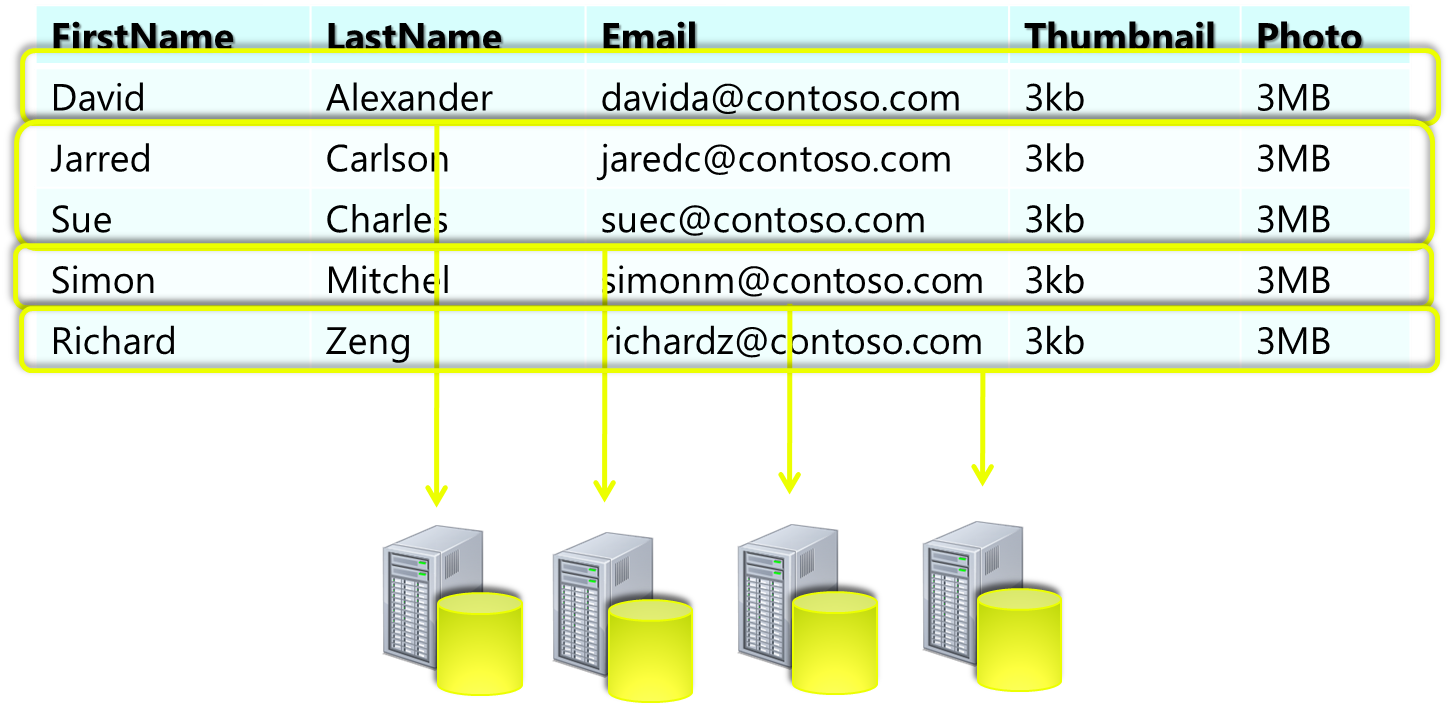 FirstName LastName Email Thumbnail Photo
David Alexander davida@contoso.com 3kb 3MB
Jarred Carlson jaredc@contoso.com 3kb 3MB
Sue Charles suec@contoso.com 3kb 3MB
Simon Mitchel simonm@contoso.com 3kb 3MB
Richard Zeng richardz@contoso.com 3kb 3MB